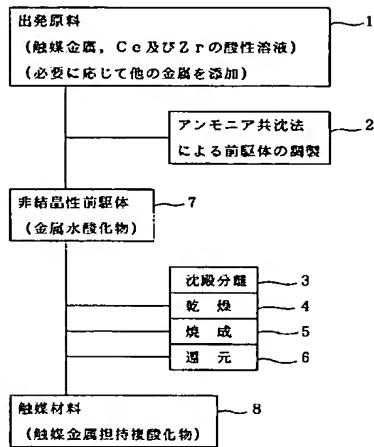 出発原料
(触媒金属,Ce及びZrの酸性溶液)
(必要に応じて他の金属を添加)
1
アンモニア共沈法
による前駆体の調製
2
非結晶性前駆体
(金属水酸化物)
7
沈殿分離
3
乾 燥
4
焼 成
5
還 元
6
触媒材料
(触媒金属担持複酸化物)
8